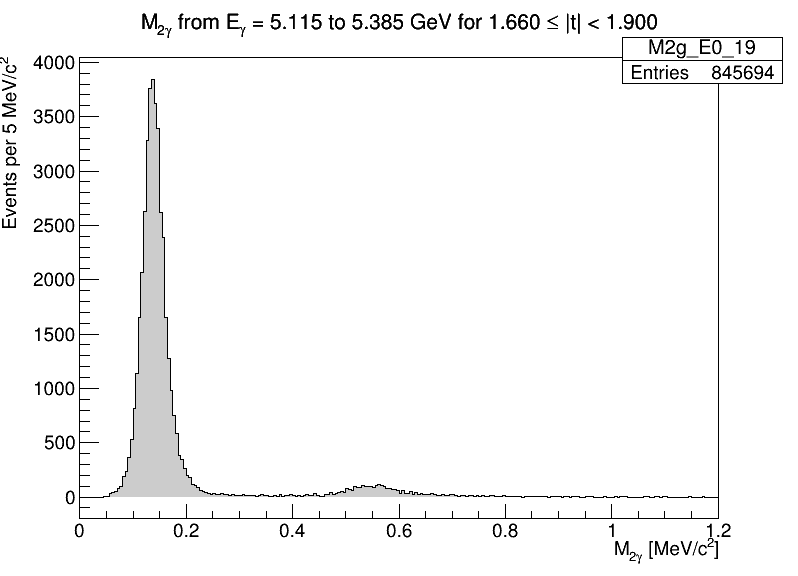 M2γ from Eγ = 5.115 to 5.385 GeV for 1.660 ≤ |t| < 1.900
M2g_E0_19
Entries 845694
Events per 5 MeV/c²
4000
3500
3000
2500
2000
1500
1000
500
0
0 0.2 0.4 0.6 0.8 1 1.2
M2γ [MeV/c²]